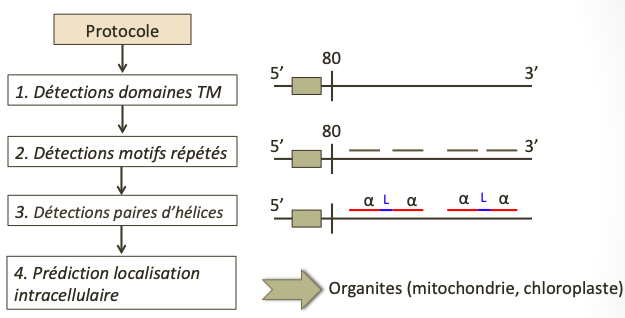 Protocole
80
5’ 3’
1. Détections domaines TM
80
5’ 3’
2. Détections motifs répétés
α L α α L α
5’
3. Détections paires d’hélices
4. Prédiction localisation
intracellulaire
Organites (mitochondrie, chloroplaste)